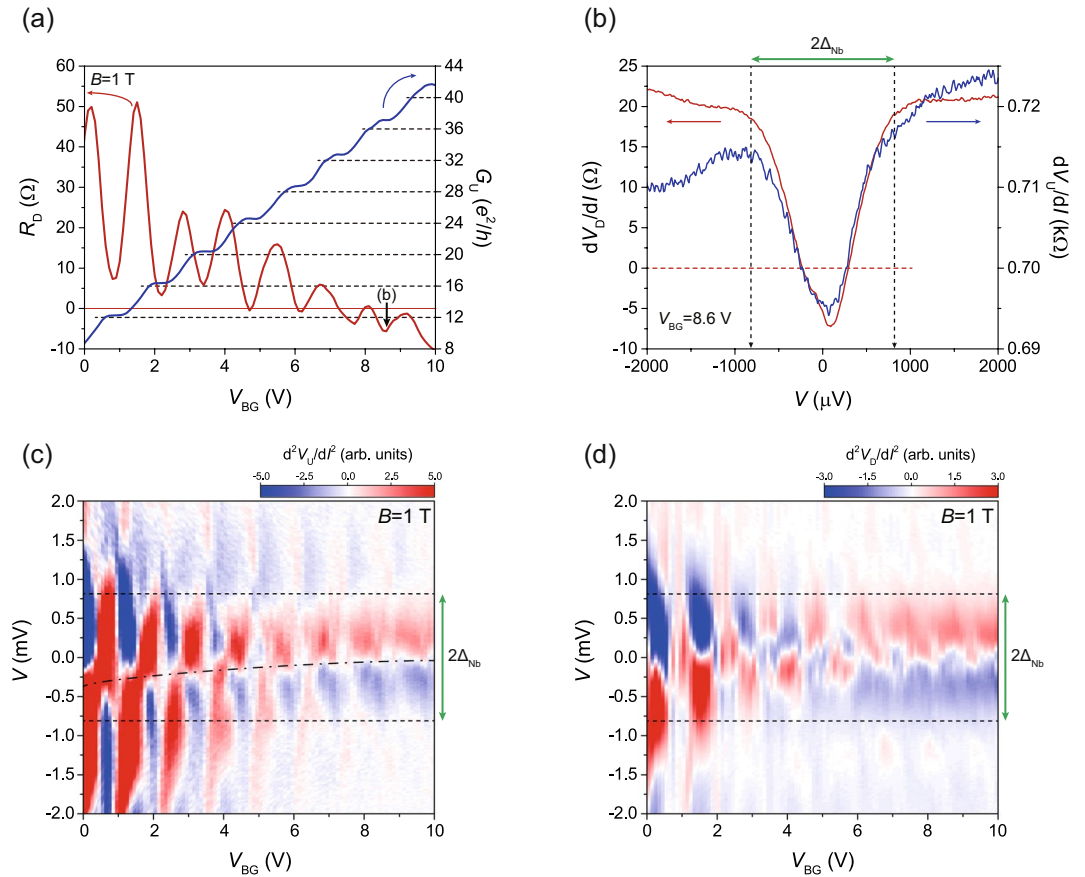 (a)
B=1 T
R_D (Ω)
60
50
40
30
20
10
0
-10
44
40
36
32
28
24
20
16
12
8
G_U (e²/h)
(b)
0 2 4 6 8 10
V_BG (V)
(b)
2Δ_Nb
dV_D/dI (Ω)
25
20
15
10
5
0
-5
-10
0.72
0.71
0.70
0.69
dV_U/dI (kΩ)
V_BG=8.6 V
-2000 -1000 0 1000 2000
V (µV)
(c)
d²V_U/dI² (arb. units)
-5.0 -2.5 0.0 2.5 5.0
B=1 T
V (mV)
2.0
1.5
1.0
0.5
0.0
-0.5
-1.0
-1.5
-2.0
2Δ_Nb
0 2 4 6 8 10
V_BG (V)
(d)
d²V_D/dI² (arb. units)
-3.0 -1.5 0.0 1.5 3.0
B=1 T
V (mV)
2.0
1.5
1.0
0.5
0.0
-0.5
-1.0
-1.5
-2.0
2Δ_Nb
0 2 4 6 8 10
V_BG (V)